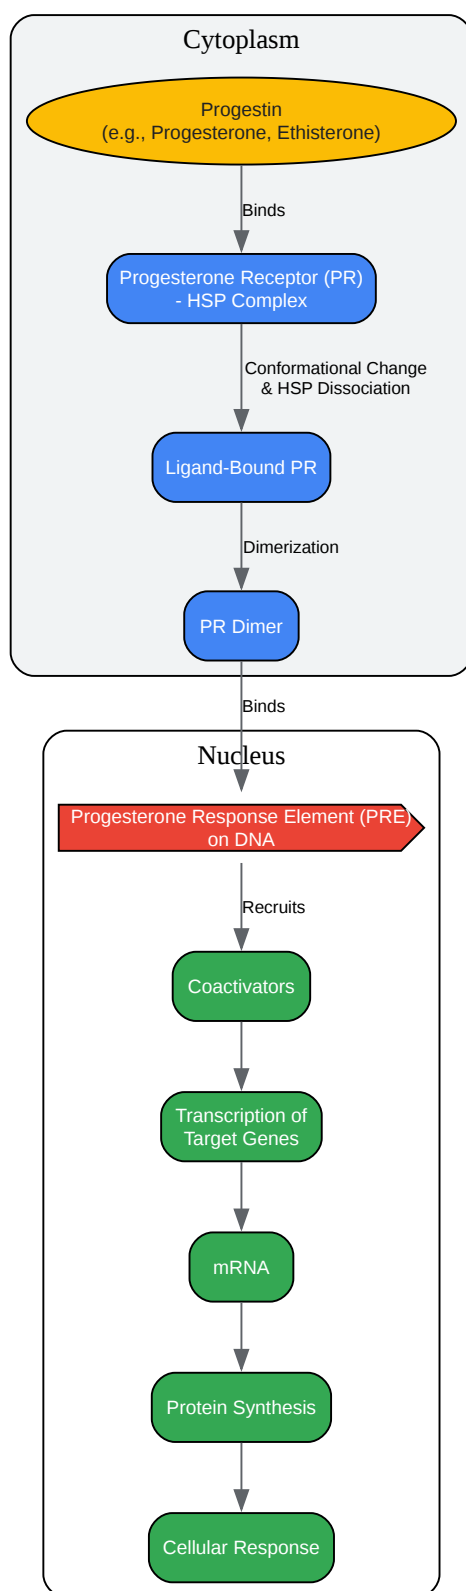 Cytoplasm
Progestin
(e.g., Progesterone, Ethisterone)
Binds
Progesterone Receptor (PR)
- HSP Complex
Conformational Change
& HSP Dissociation
Ligand-Bound PR
Dimerization
PR Dimer
Binds
Nucleus
Progesterone Response Element (PRE)
on DNA
Recruits
Coactivators
Transcription of
Target Genes
mRNA
Protein Synthesis
Cellular Response